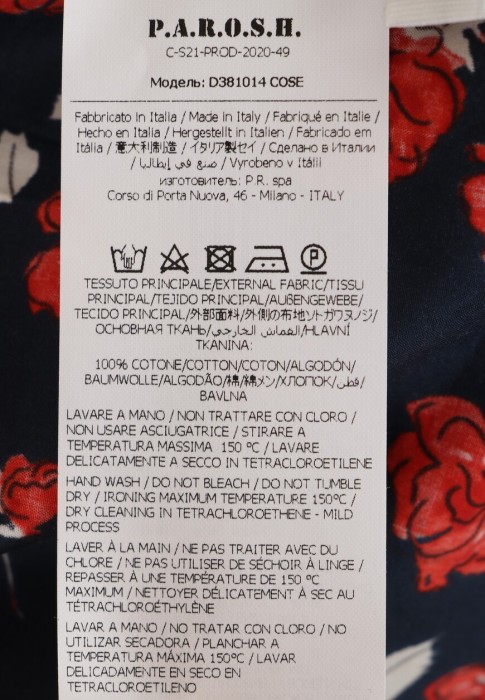 P.A.R.O.S.H.
C-S21-PROD-2020-49
Модель: D381014 COSE
Fabbricato in Italia / Made in Italy / Fabriqué en Italie /
Hecho en Italia / Hergestellt in Italien / Fabricado em
Itália / 意大利制造 / イタリア製セイ / Сделано в Италии
/ صنع في إيطاليا / Vyrobeno v Itálii
изготовитель: P.R. spa
Corso di Porta Nuova, 46 - Milano - ITALY
P
TESSUTO PRINCIPALE/EXTERNAL FABRIC/TISSU
PRINCIPAL/TEJIDO PRINCIPAL/AUßENGEWEBE/
TECIDO PRINCIPAL/外部面料/外側の布地ソトガワヌノジ/
ОСНОВНАЯ ТКАНЬ/القماش الخارجي/HLAVNÍ
TKANINA:
100% COTONE/COTTON/COTON/ALGODÓN/
BAUMWOLLE/ALGODÃO/棉/綿メン/ХЛОПОК/قطن/
BAVLNA
LAVARE A MANO / NON TRATTARE CON CLORO /
NON USARE ASCIUGATRICE / STIRARE A
TEMPERATURA MASSIMA 150 ºC / LAVARE
DELICATAMENTE A SECCO IN TETRACLOROETILENE
HAND WASH / DO NOT BLEACH / DO NOT TUMBLE
DRY / IRONING MAXIMUM TEMPERATURE 150ºC /
DRY CLEANING IN TETRACHLOROETHENE - MILD
PROCESS
LAVER À LA MAIN / NE PAS TRAITER AVEC DU
CHLORE / NE PAS UTILISER DE SÉCHOIR À LINGE /
REPASSER À UNE TEMPÉRATURE DE 150 ºC
MAXIMUM / NETTOYER DÉLICATEMENT À SEC AU
TÉTRACHLOROÉTHYLÈNE
LAVAR A MANO / NO TRATAR CON CLORO / NO
UTILIZAR SECADORA / PLANCHAR A
TEMPERATURA MÁXIMA 150ºC / LAVAR
DELICADAMENTE EN SECO EN
TETRACLOROETILENO